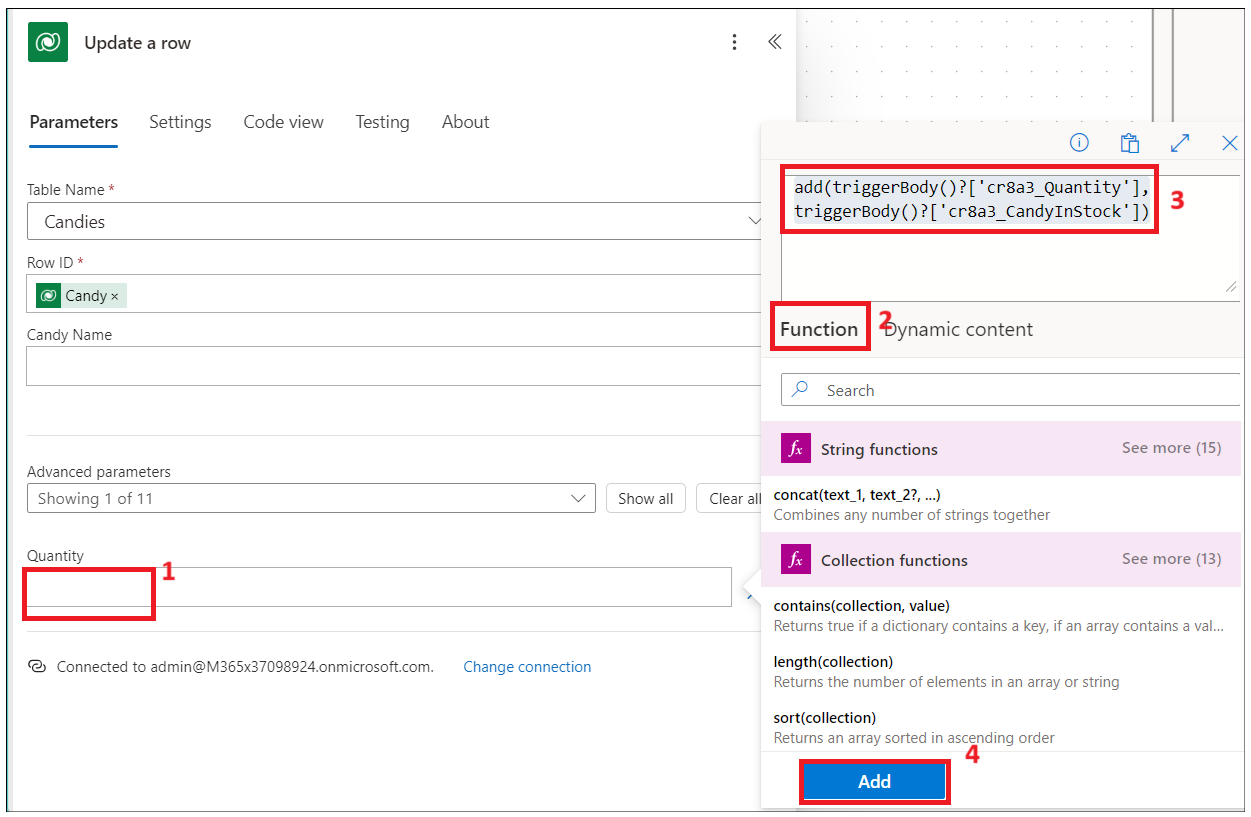 Update a row
Parameters
Settings
Code view
Testing
About
Table Name *
Candies
Row ID *
Candy ×
Candy Name
Advanced parameters
Showing 1 of 11
Show all
Clear all
Quantity
1
Connected to admin@M365x37098924.onmicrosoft.com.
Change connection
add(triggerBody()?['cr8a3_Quantity'],
triggerBody()?['cr8a3_CandyInStock'])
3
Function
2
Dynamic content
Search
fx
String functions
See more (15)
concat(text_1, text_2?, ...)
Combines any number of strings together
fx
Collection functions
See more (13)
contains(collection, value)
Returns true if a dictionary contains a key, if an array contains a val...
length(collection)
Returns the number of elements in an array or string
sort(collection)
Returns an array sorted in ascending order
4
Add